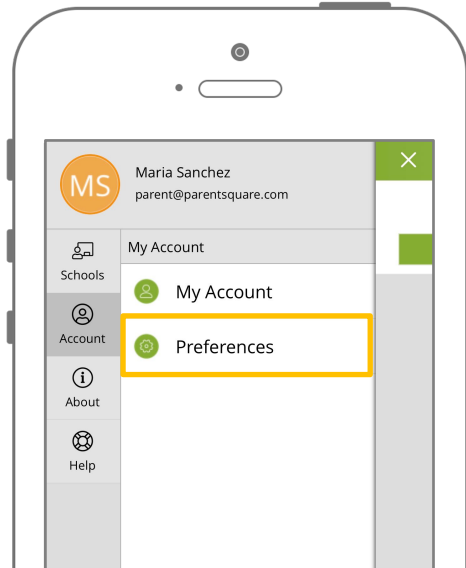 MS
Maria Sanchez
parent@parentsquare.com
Schools
Account
About
Help
My Account
My Account
Preferences